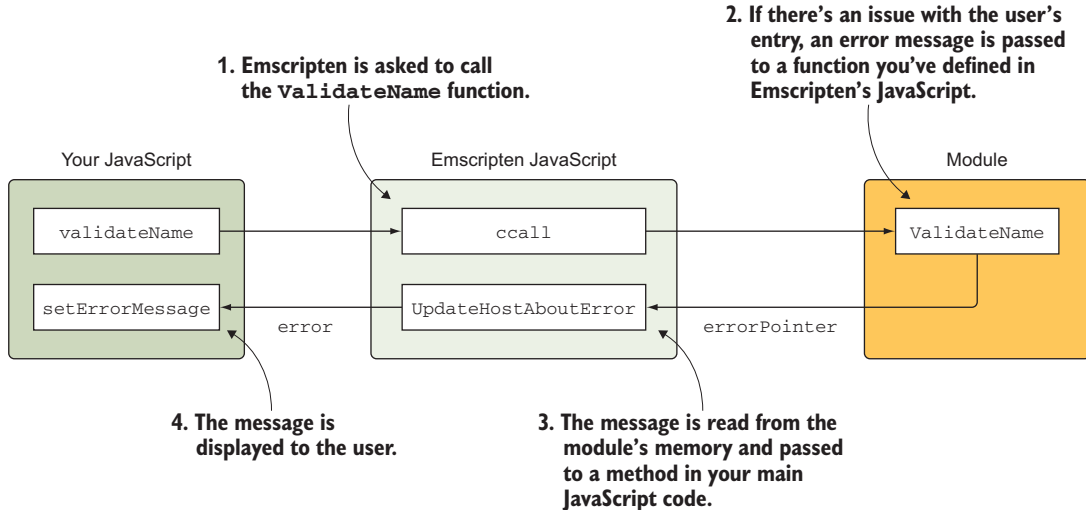 2. If there's an issue with the user's
entry, an error message is passed
to a function you've defined in
Emscripten's JavaScript.
1. Emscripten is asked to call
the ValidateName function.
Your JavaScript
Emscripten JavaScript
Module
validateName
ccall
ValidateName
setErrorMessage
UpdateHostAboutError
error
errorPointer
4. The message is
displayed to the user.
3. The message is read from the
module's memory and passed
to a method in your main
JavaScript code.